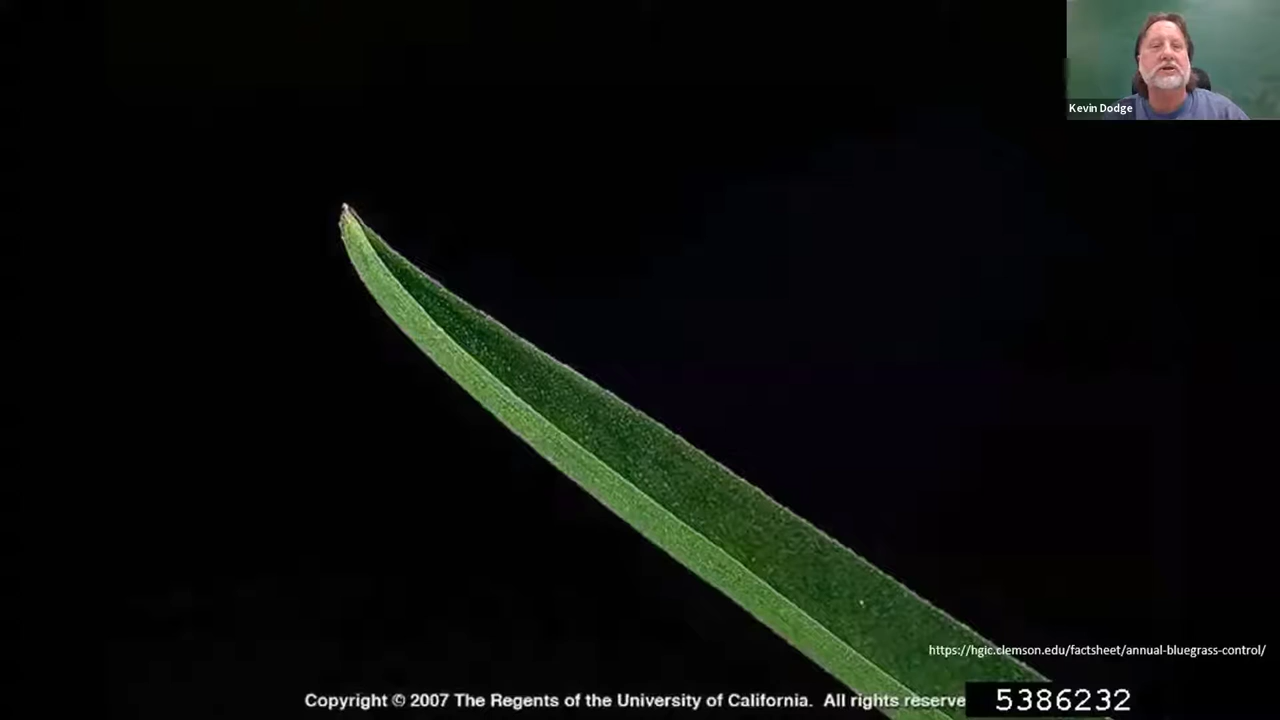 Kevin Dodge
https://hgic.clemson.edu/factsheet/annual-bluegrass-control/
Copyright © 2007 The Regents of the University of California. All rights reserve
5386232